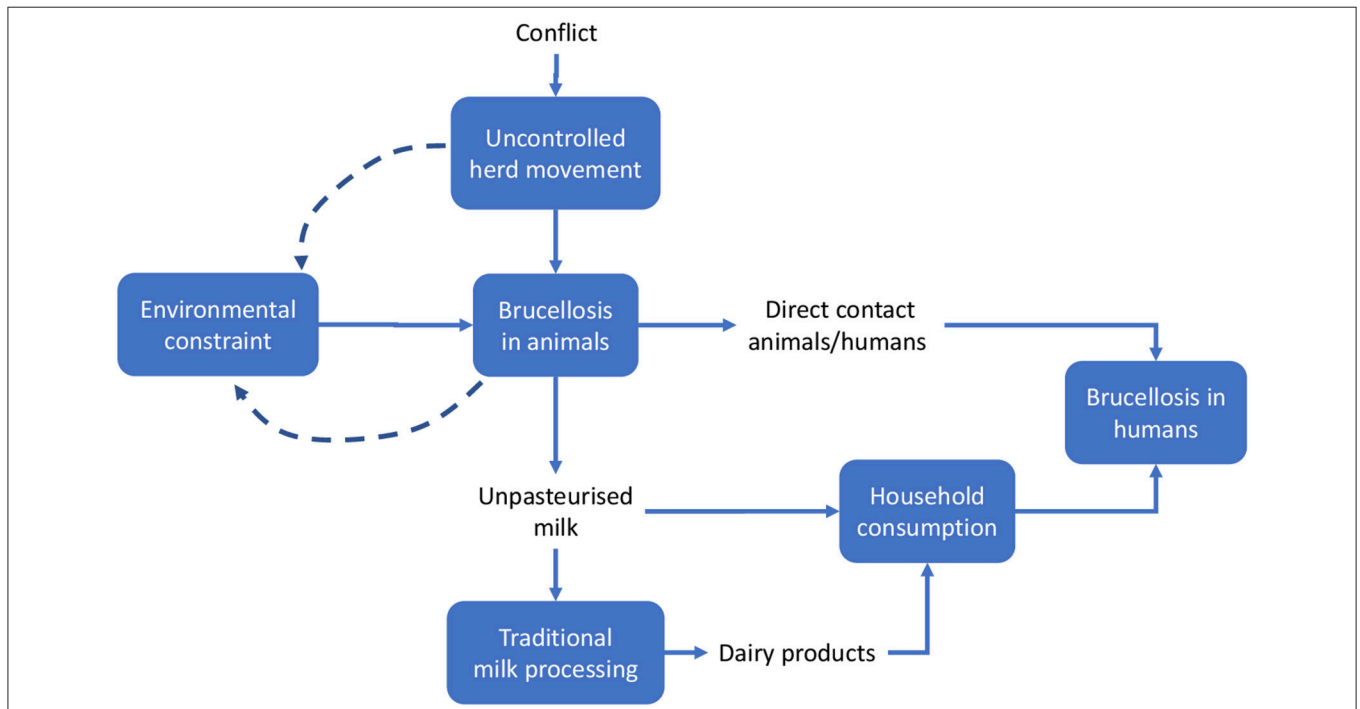 Conflict
Uncontrolled
herd movement
Environmental
constraint
Brucellosis
in animals
Direct contact
animals/humans
Brucellosis in
humans
Unpasteurised
milk
Household
consumption
Traditional
milk processing
Dairy products